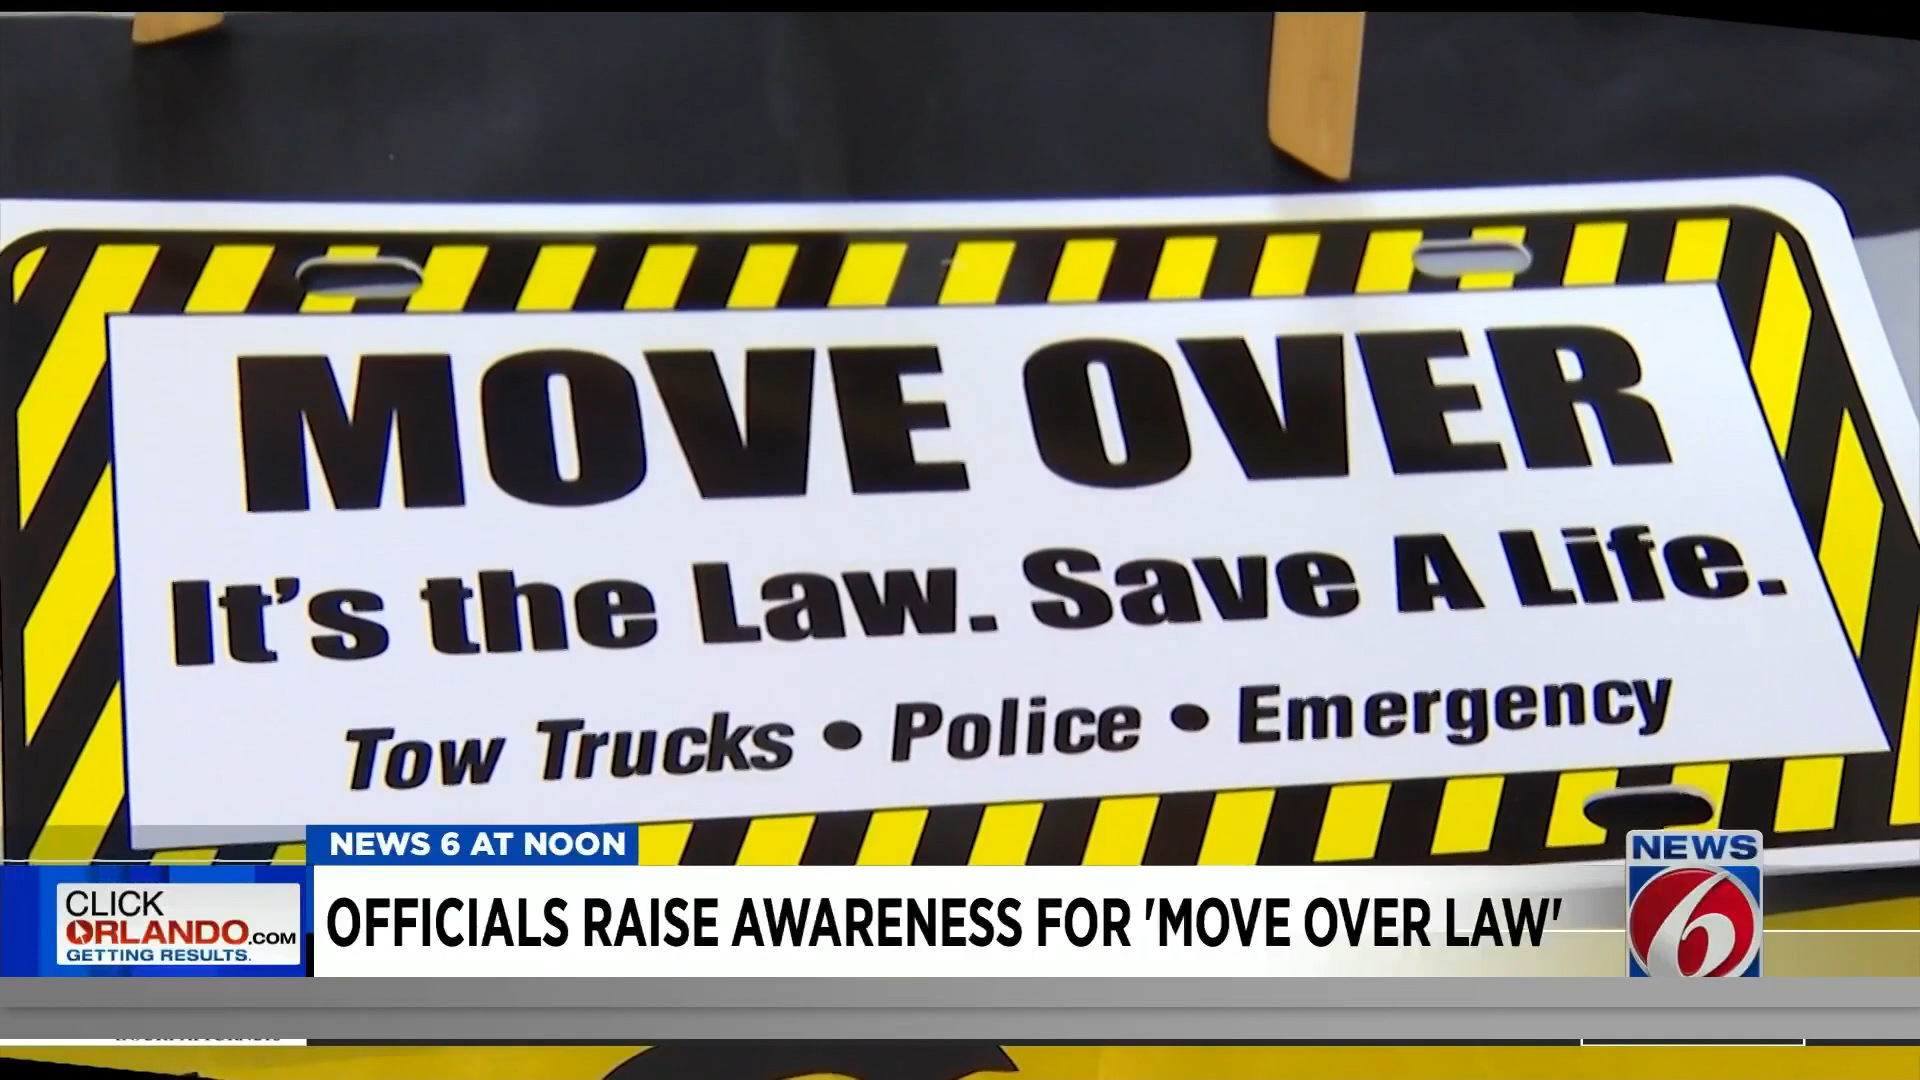 MOVE OVER
It's the Law. Save A Life.
Tow Trucks • Police • Emergency
NEWS 6 AT NOON
OFFICIALS RAISE AWARENESS FOR 'MOVE OVER LAW'
CLICK
ORLANDO.COM
GETTING RESULTS.
NEWS
6